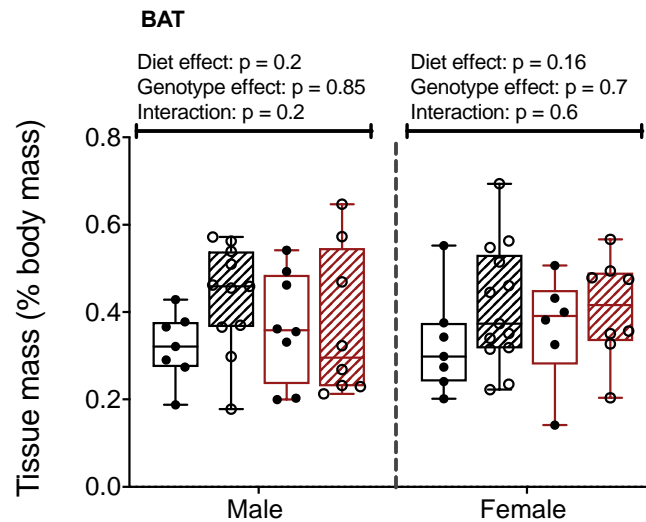 BAT
Diet effect: p = 0.2
Genotype effect: p = 0.85
Interaction: p = 0.2
Diet effect: p = 0.16
Genotype effect: p = 0.7
Interaction: p = 0.6
Tissue mass (% body mass)
0.8
0.6
0.4
0.2
0.0
Male
Female